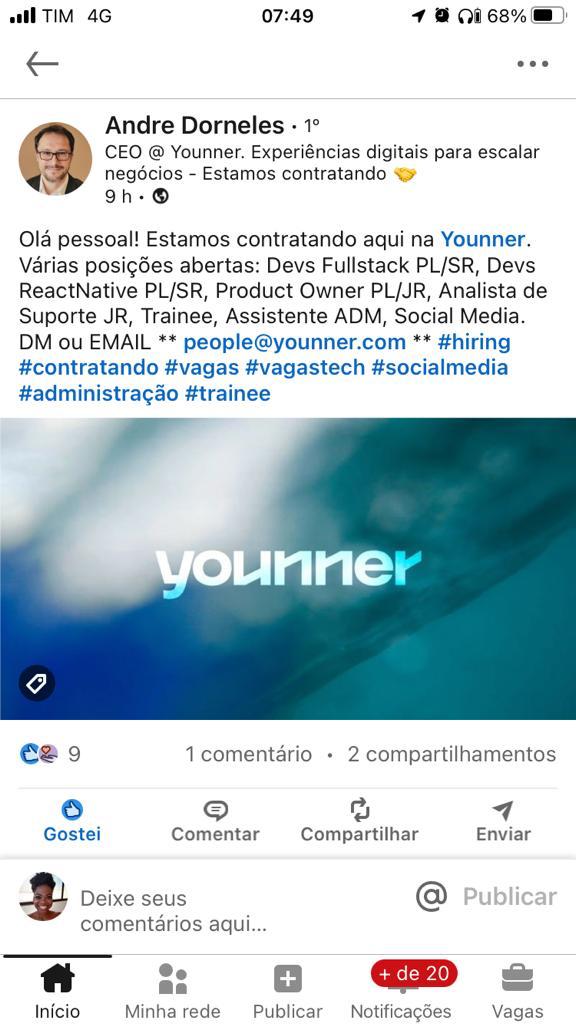 TIM 4G 07:49 68%
Andre Dorneles · 1º
CEO @ Younner. Experiências digitais para escalar
negócios - Estamos contratando 🤝
9 h ·
Olá pessoal! Estamos contratando aqui na Younner.
Várias posições abertas: Devs Fullstack PL/SR, Devs
ReactNative PL/SR, Product Owner PL/JR, Analista de
Suporte JR, Trainee, Assistente ADM, Social Media.
DM ou EMAIL ** people@younner.com ** #hiring
#contratando #vagas #vagastech #socialmedia
#administração #trainee
younner
9 1 comentário · 2 compartilhamentos
Gostei Comentar Compartilhar Enviar
Deixe seus
comentários aqui...
@ Publicar
+ de 20
Início Minha rede Publicar Notificações Vagas